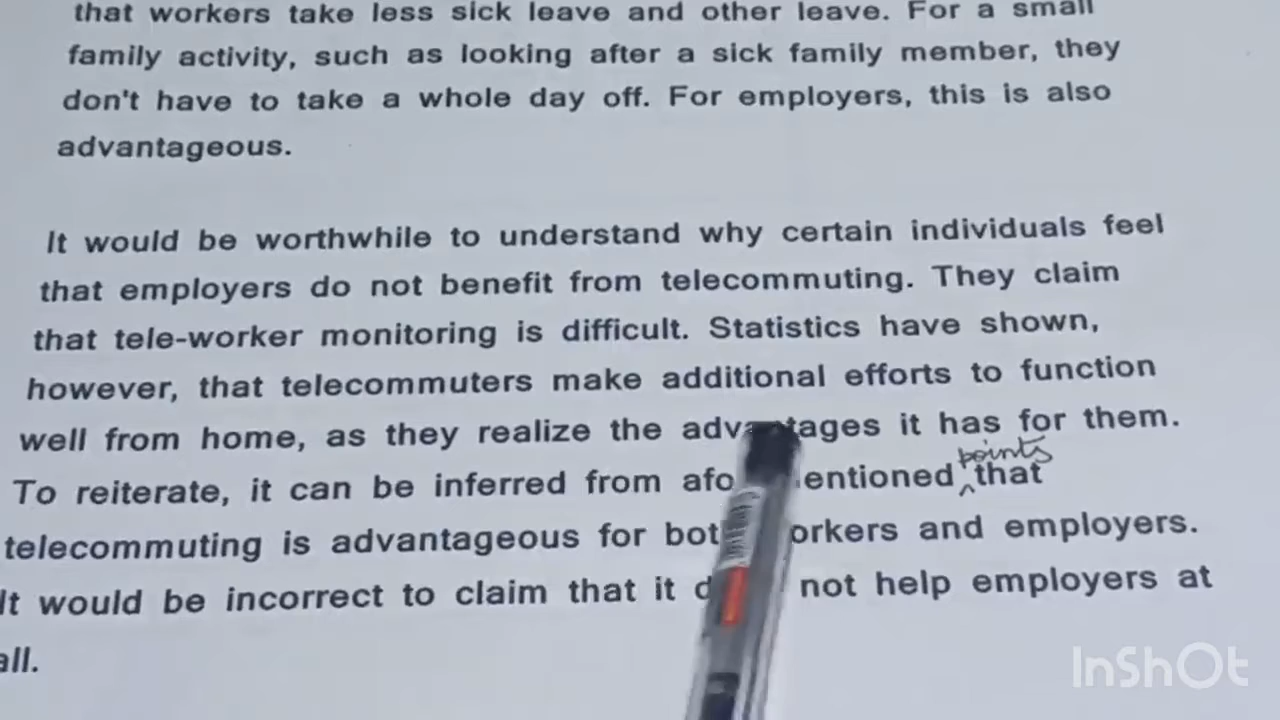 that workers take less sick leave and other leave. For a small
family activity, such as looking after a sick family member, they
don't have to take a whole day off. For employers, this is also
advantageous.
It would be worthwhile to understand why certain individuals feel
that employers do not benefit from telecommuting. They claim
that tele-worker monitoring is difficult. Statistics have shown,
however, that telecommuters make additional efforts to function
well from home, as they realize the advantages it has for them.
points
To reiterate, it can be inferred from afo entioned that
telecommuting is advantageous for both workers and employers.
It would be incorrect to claim that it d not help employers at
all.
InShOt